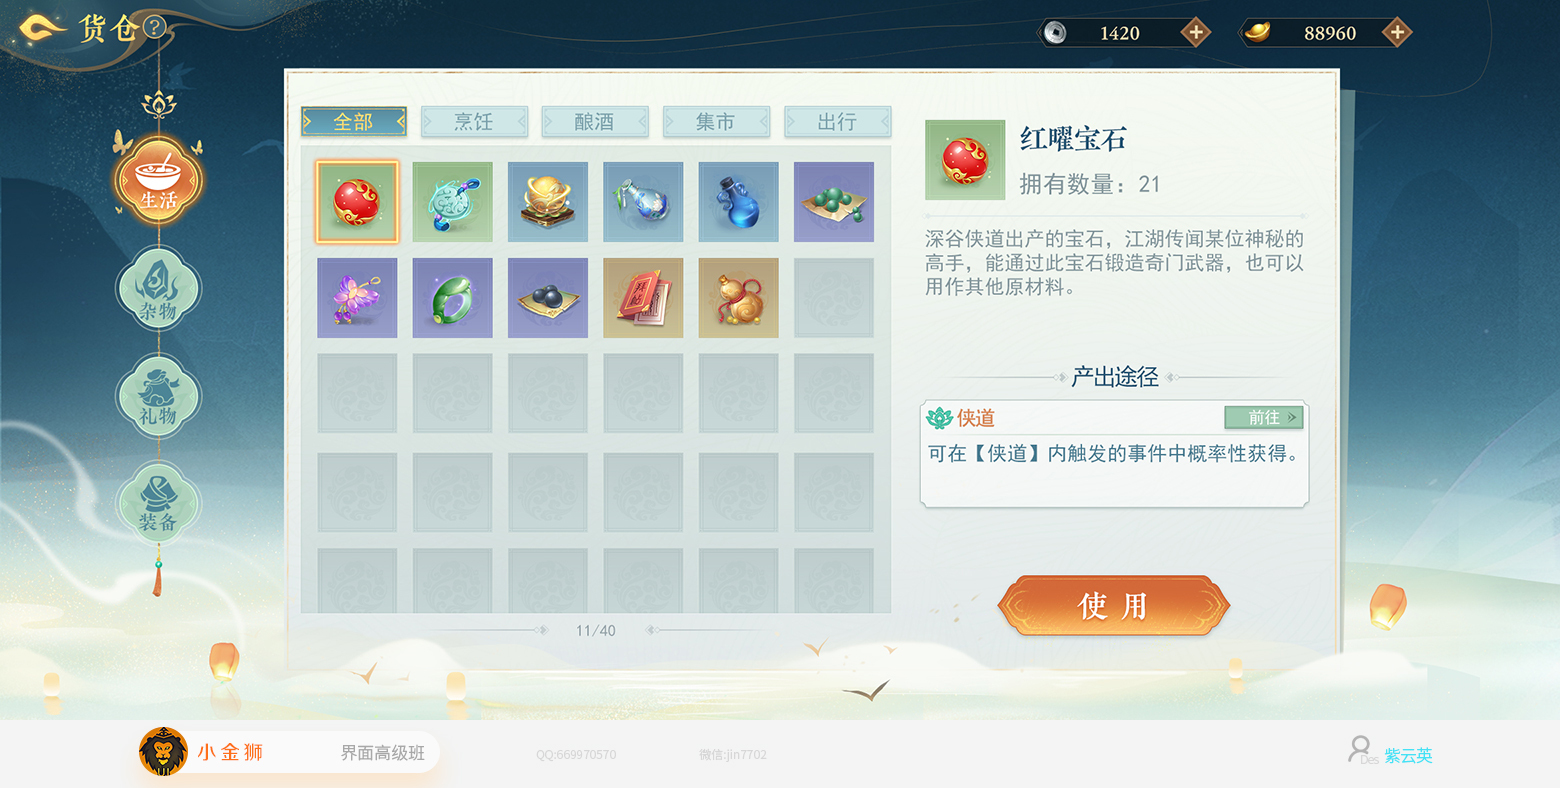 货仓?
1420
88960
全部
烹饪
酿酒
集市
出行
生活
杂物
礼物
装备
拜帖
11/40
红曜宝石
拥有数量：21
深谷侠道出产的宝石，江湖传闻某位神秘的
高手，能通过此宝石锻造奇门武器，也可以
用作其他原材料。
产出途径
侠道
前往
可在【侠道】内触发的事件中概率性获得。
使用
小金狮
界面高级班
QQ:669970570
微信:jin7702
Des 紫云英